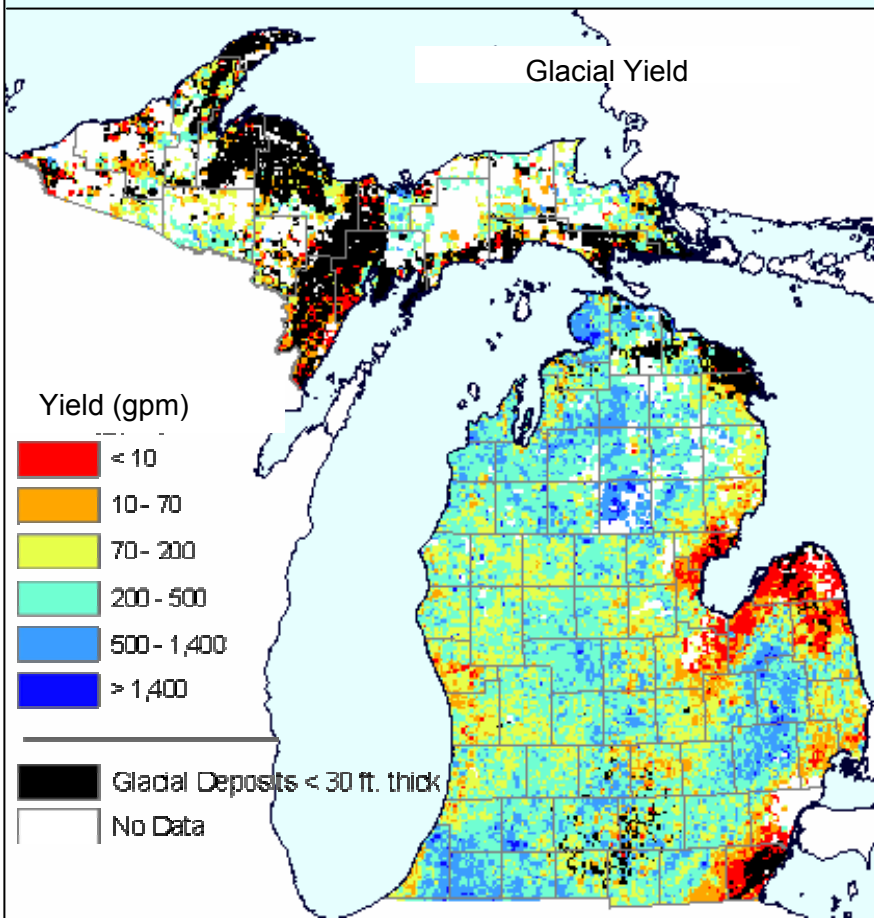 Glacial Yield
Yield (gpm)
< 10
10 - 70
70 - 200
200 - 500
500 - 1,400
> 1,400
Glacial Deposits < 30 ft. thick
No Data